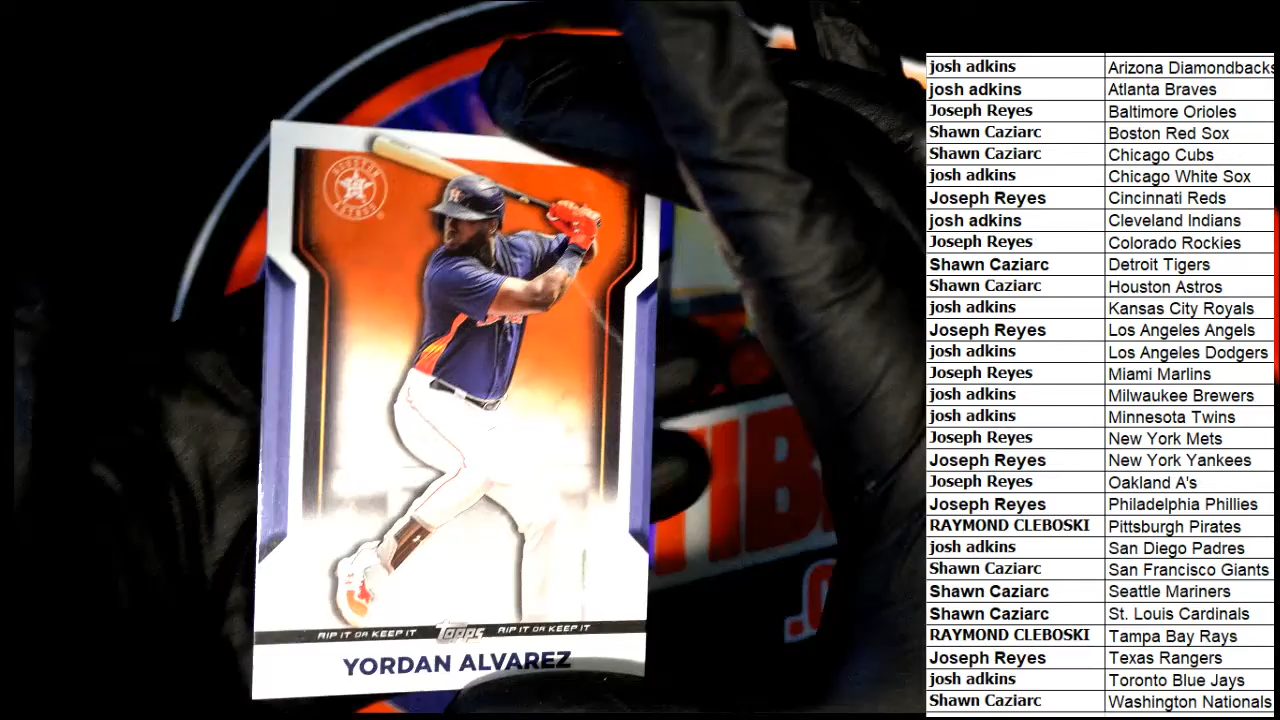 HOUSTON
ASTROS
RIP IT OR KEEP IT Topps RIP IT OR KEEP IT
YORDAN ALVAREZ
josh adkins Arizona Diamondbacks
josh adkins Atlanta Braves
Joseph Reyes Baltimore Orioles
Shawn Caziarc Boston Red Sox
Shawn Caziarc Chicago Cubs
josh adkins Chicago White Sox
Joseph Reyes Cincinnati Reds
josh adkins Cleveland Indians
Joseph Reyes Colorado Rockies
Shawn Caziarc Detroit Tigers
Shawn Caziarc Houston Astros
josh adkins Kansas City Royals
Joseph Reyes Los Angeles Angels
josh adkins Los Angeles Dodgers
Joseph Reyes Miami Marlins
josh adkins Milwaukee Brewers
josh adkins Minnesota Twins
Joseph Reyes New York Mets
Joseph Reyes New York Yankees
Joseph Reyes Oakland A's
Joseph Reyes Philadelphia Phillies
RAYMOND CLEBOSKI Pittsburgh Pirates
josh adkins San Diego Padres
Shawn Caziarc San Francisco Giants
Shawn Caziarc Seattle Mariners
Shawn Caziarc St. Louis Cardinals
RAYMOND CLEBOSKI Tampa Bay Rays
Joseph Reyes Texas Rangers
josh adkins Toronto Blue Jays
Shawn Caziarc Washington Nationals